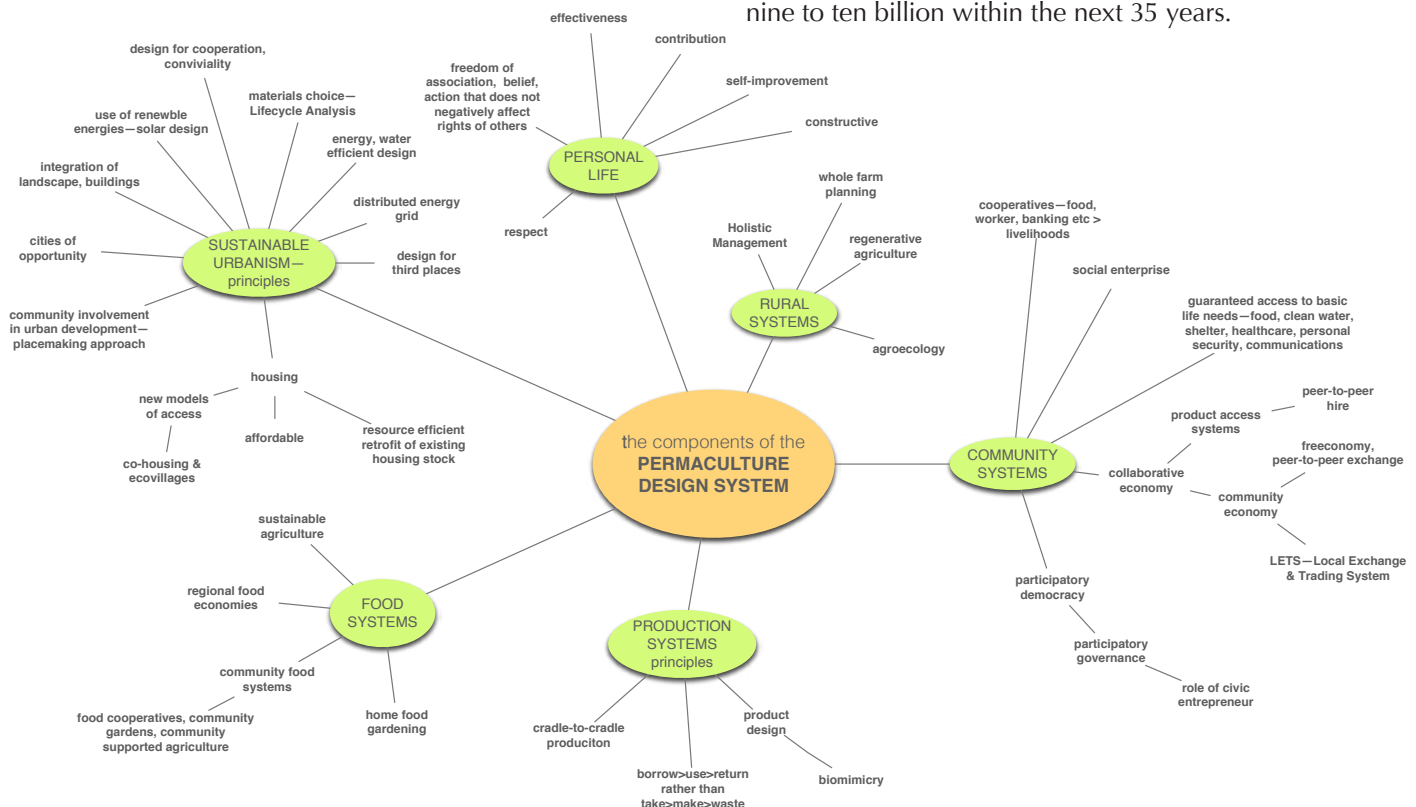 nine to ten billion within the next 35 years.
effectiveness
contribution
self-improvement
constructive
freedom of
association, belief,
action that does not
negatively affect
rights of others
PERSONAL
LIFE
respect
design for cooperation,
conviviality
materials choice—
Lifecycle Analysis
use of renewble
energies—solar design
energy, water
efficient design
integration of
landscape, buildings
distributed energy
grid
cities of
opportunity
SUSTAINABLE
URBANISM—
principles
design for
third places
community involvement
in urban development—
placemaking approach
housing
new models
of access
affordable
resource efficient
retrofit of existing
housing stock
co-housing &
ecovillages
whole farm
planning
Holistic
Management
regenerative
agriculture
RURAL
SYSTEMS
agroecology
cooperatives—food,
worker, banking etc >
livelihoods
social enterprise
guaranteed access to basic
life needs—food, clean water,
shelter, healthcare, personal
security, communications
peer-to-peer
hire
product access
systems
freeconomy,
peer-to-peer exchange
COMMUNITY
SYSTEMS
collaborative
economy
community
economy
LETS—Local Exchange
& Trading System
participatory
democracy
participatory
governance
role of civic
entrepreneur
the components of the
PERMACULTURE
DESIGN SYSTEM
sustainable
agriculture
regional food
economies
FOOD
SYSTEMS
community food
systems
food cooperatives, community
gardens, community
supported agriculture
home food
gardening
PRODUCTION
SYSTEMS
principles
cradle-to-cradle
produciton
product
design
borrow>use>return
rather than
take>make>waste
biomimicry